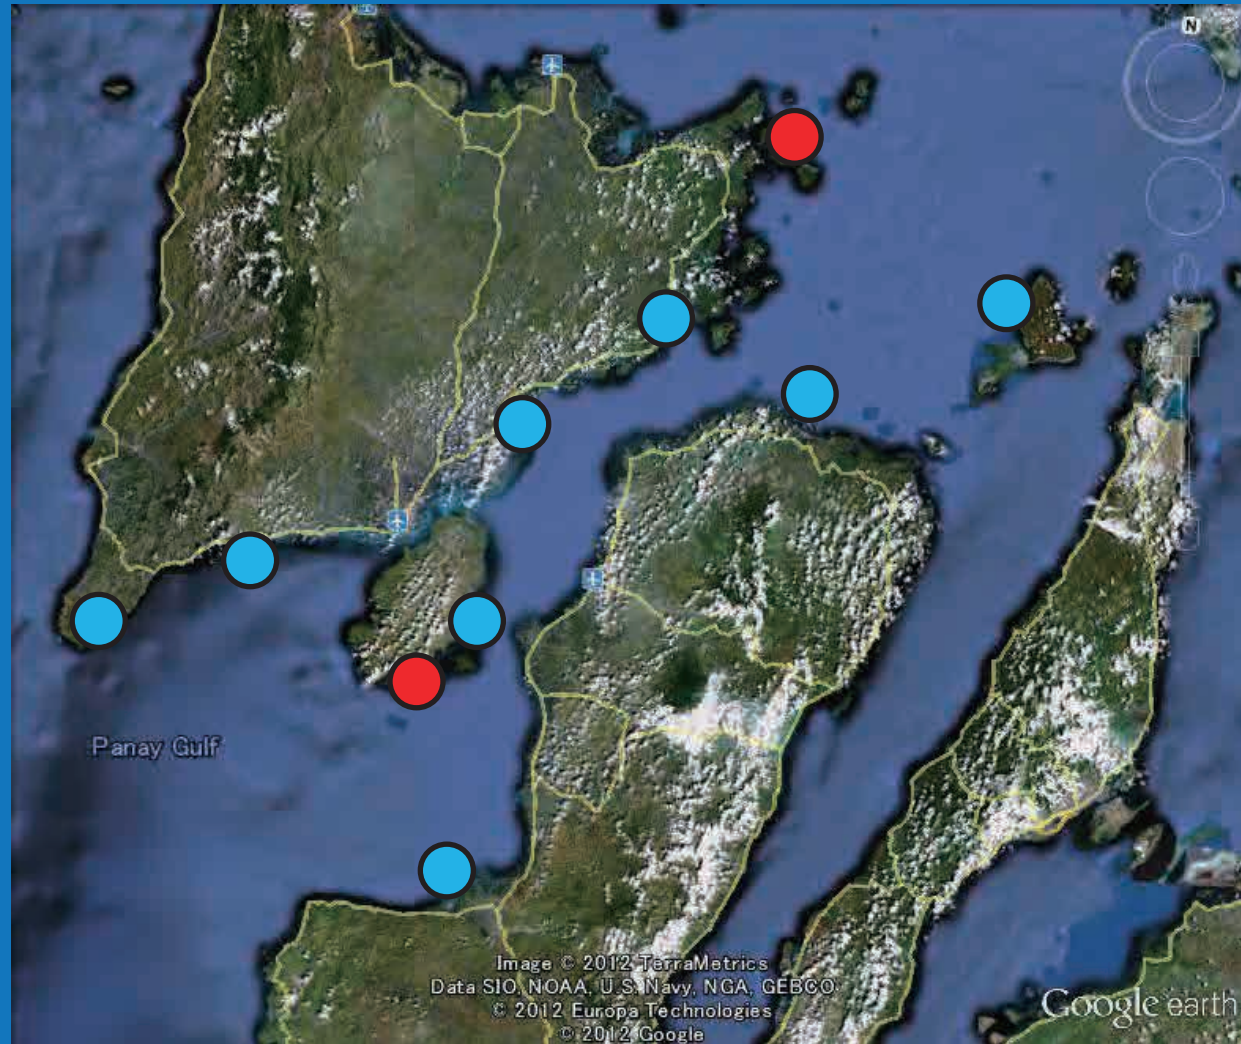 N
Panay Gulf
Image © 2012 TerraMetrics
Data SIO, NOAA, U.S. Navy, NGA, GEBCO
© 2012 Europa Technologies
© 2012 Google
Google earth